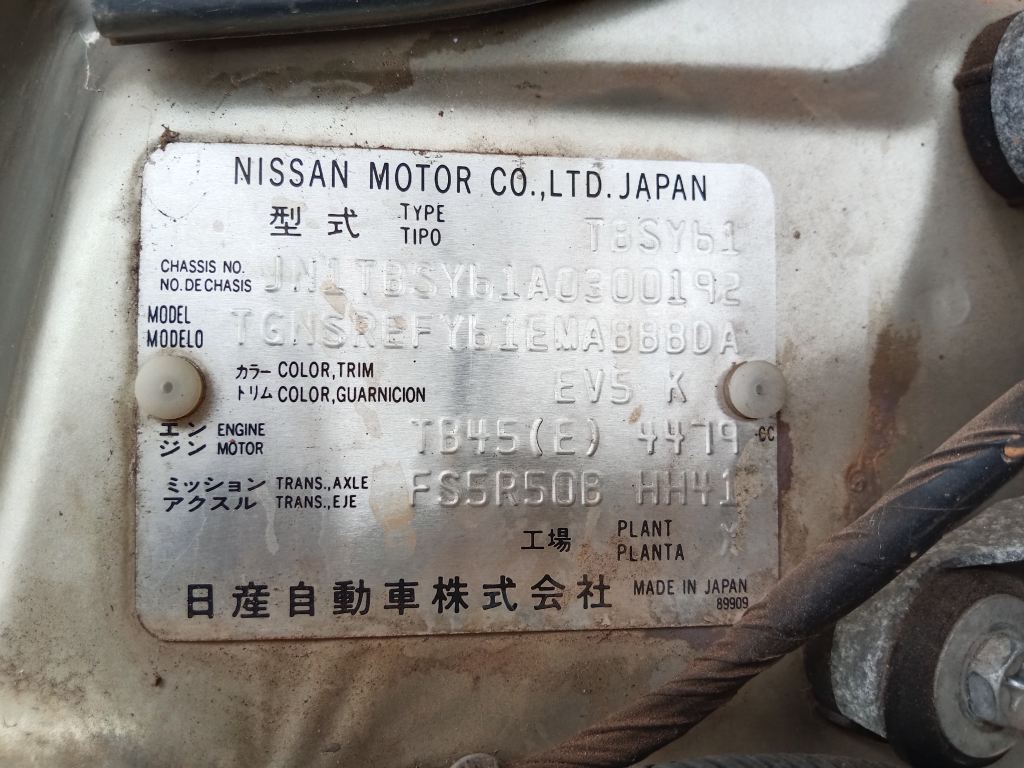 NISSAN MOTOR CO.,LTD. JAPAN
型式 TYPE TIPO TBSY61
CHASSIS NO. NO. DE CHASIS JN1TBSY61A0300192
MODEL MODELO TGNSREFY61EMABBBDA
カラー COLOR,TRIM
トリム COLOR,GUARNICION EV5 K
エンジン ENGINE MOTOR TB45(E) 4479 CC
ミッション TRANS.,AXLE
アクスル TRANS.,EJE FS5R50B HH41
工場 PLANT PLANTA X
日産自動車株式会社 MADE IN JAPAN
89909